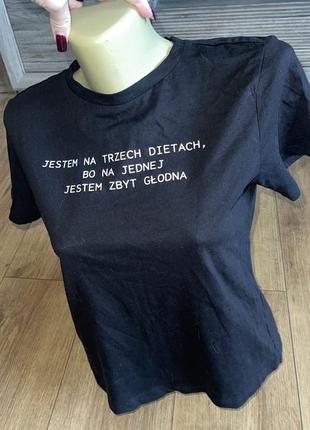 JESTEM NA TRZECH DIETACH,
BO NA JEDNEJ
JESTEM ZBYT GŁODNA